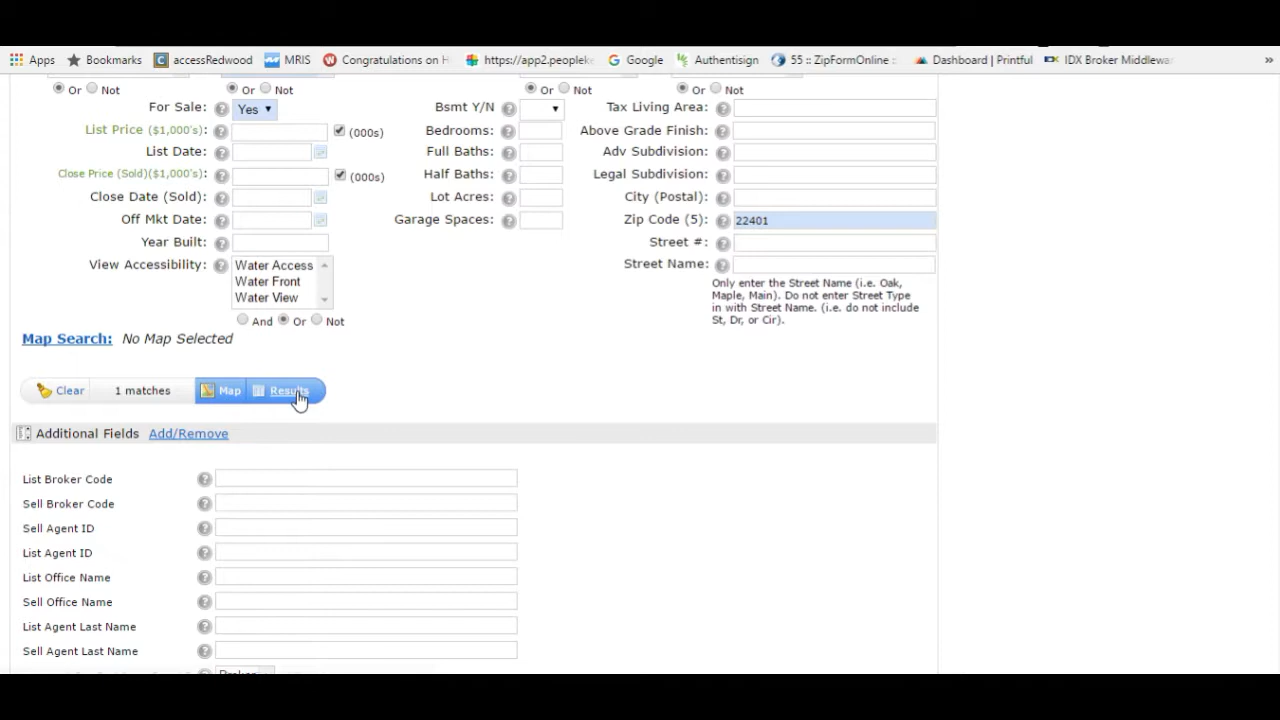 Apps Bookmarks accessRedwood MRIS Congratulations on H https://app2.peopleke Google Authentisign 55 :: ZipFormOnline :: Dashboard | Printful IDX Broker Middlewar »
Or Not Or Not Or Not Or Not
For Sale: Yes Bsmt Y/N Tax Living Area:
List Price ($1,000's): (000s) Bedrooms: Above Grade Finish:
List Date: Full Baths: Adv Subdivision:
Close Price (Sold)($1,000's): (000s) Half Baths: Legal Subdivision:
Close Date (Sold): Lot Acres: City (Postal):
Off Mkt Date: Garage Spaces: Zip Code (5): 22401
Year Built: Street #:
View Accessibility: Water Access Street Name:
Water Front
Water View
Only enter the Street Name (i.e. Oak,
Maple, Main). Do not enter Street Type
in with Street Name. (i.e. do not include
St, Dr, or Cir).
And Or Not
Map Search: No Map Selected
Clear 1 matches Map Results
Additional Fields Add/Remove
List Broker Code
Sell Broker Code
Sell Agent ID
List Agent ID
List Office Name
Sell Office Name
List Agent Last Name
Sell Agent Last Name